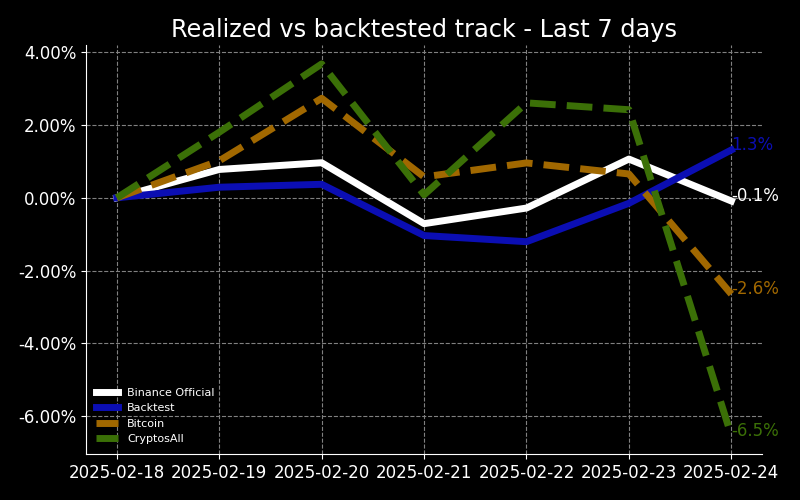 Realized vs backtested track - Last 7 days
4.00%
2.00%
0.00%
-2.00%
-4.00%
-6.00%
1.3%
-0.1%
-2.6%
-6.5%
Binance Official
Backtest
Bitcoin
CryptosAll
2025-02-18 2025-02-19 2025-02-20 2025-02-21 2025-02-22 2025-02-23 2025-02-24